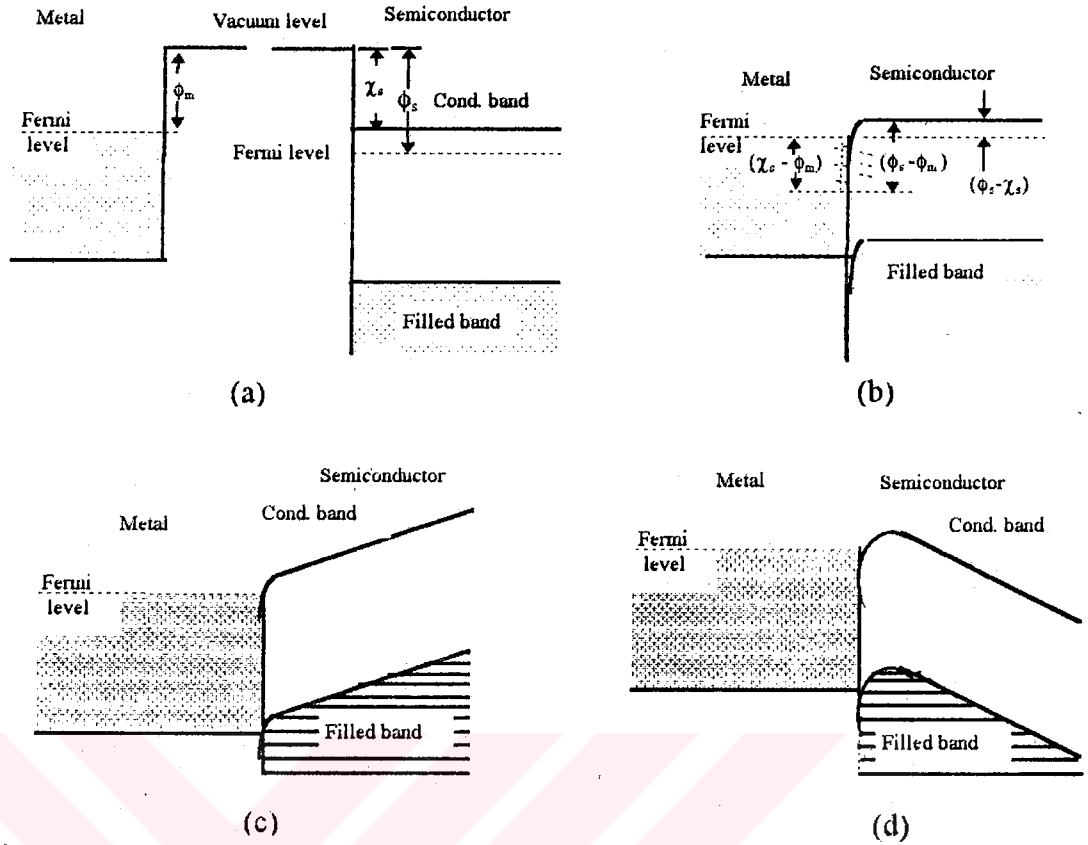 Metal
Vacuum level
Semiconductor
ϕm
χs
ϕs
Cond. band
Fermi
level
Fermi level
Filled band
(a)
Metal
Semiconductor
Fermi
level
(χs - ϕm)
(ϕs - ϕm)
(ϕs-χs)
Filled band
(b)
Semiconductor
Metal
Cond. band
Fermi
level
Filled band
(c)
Metal
Semiconductor
Cond. band
Fermi
level
Filled band
(d)